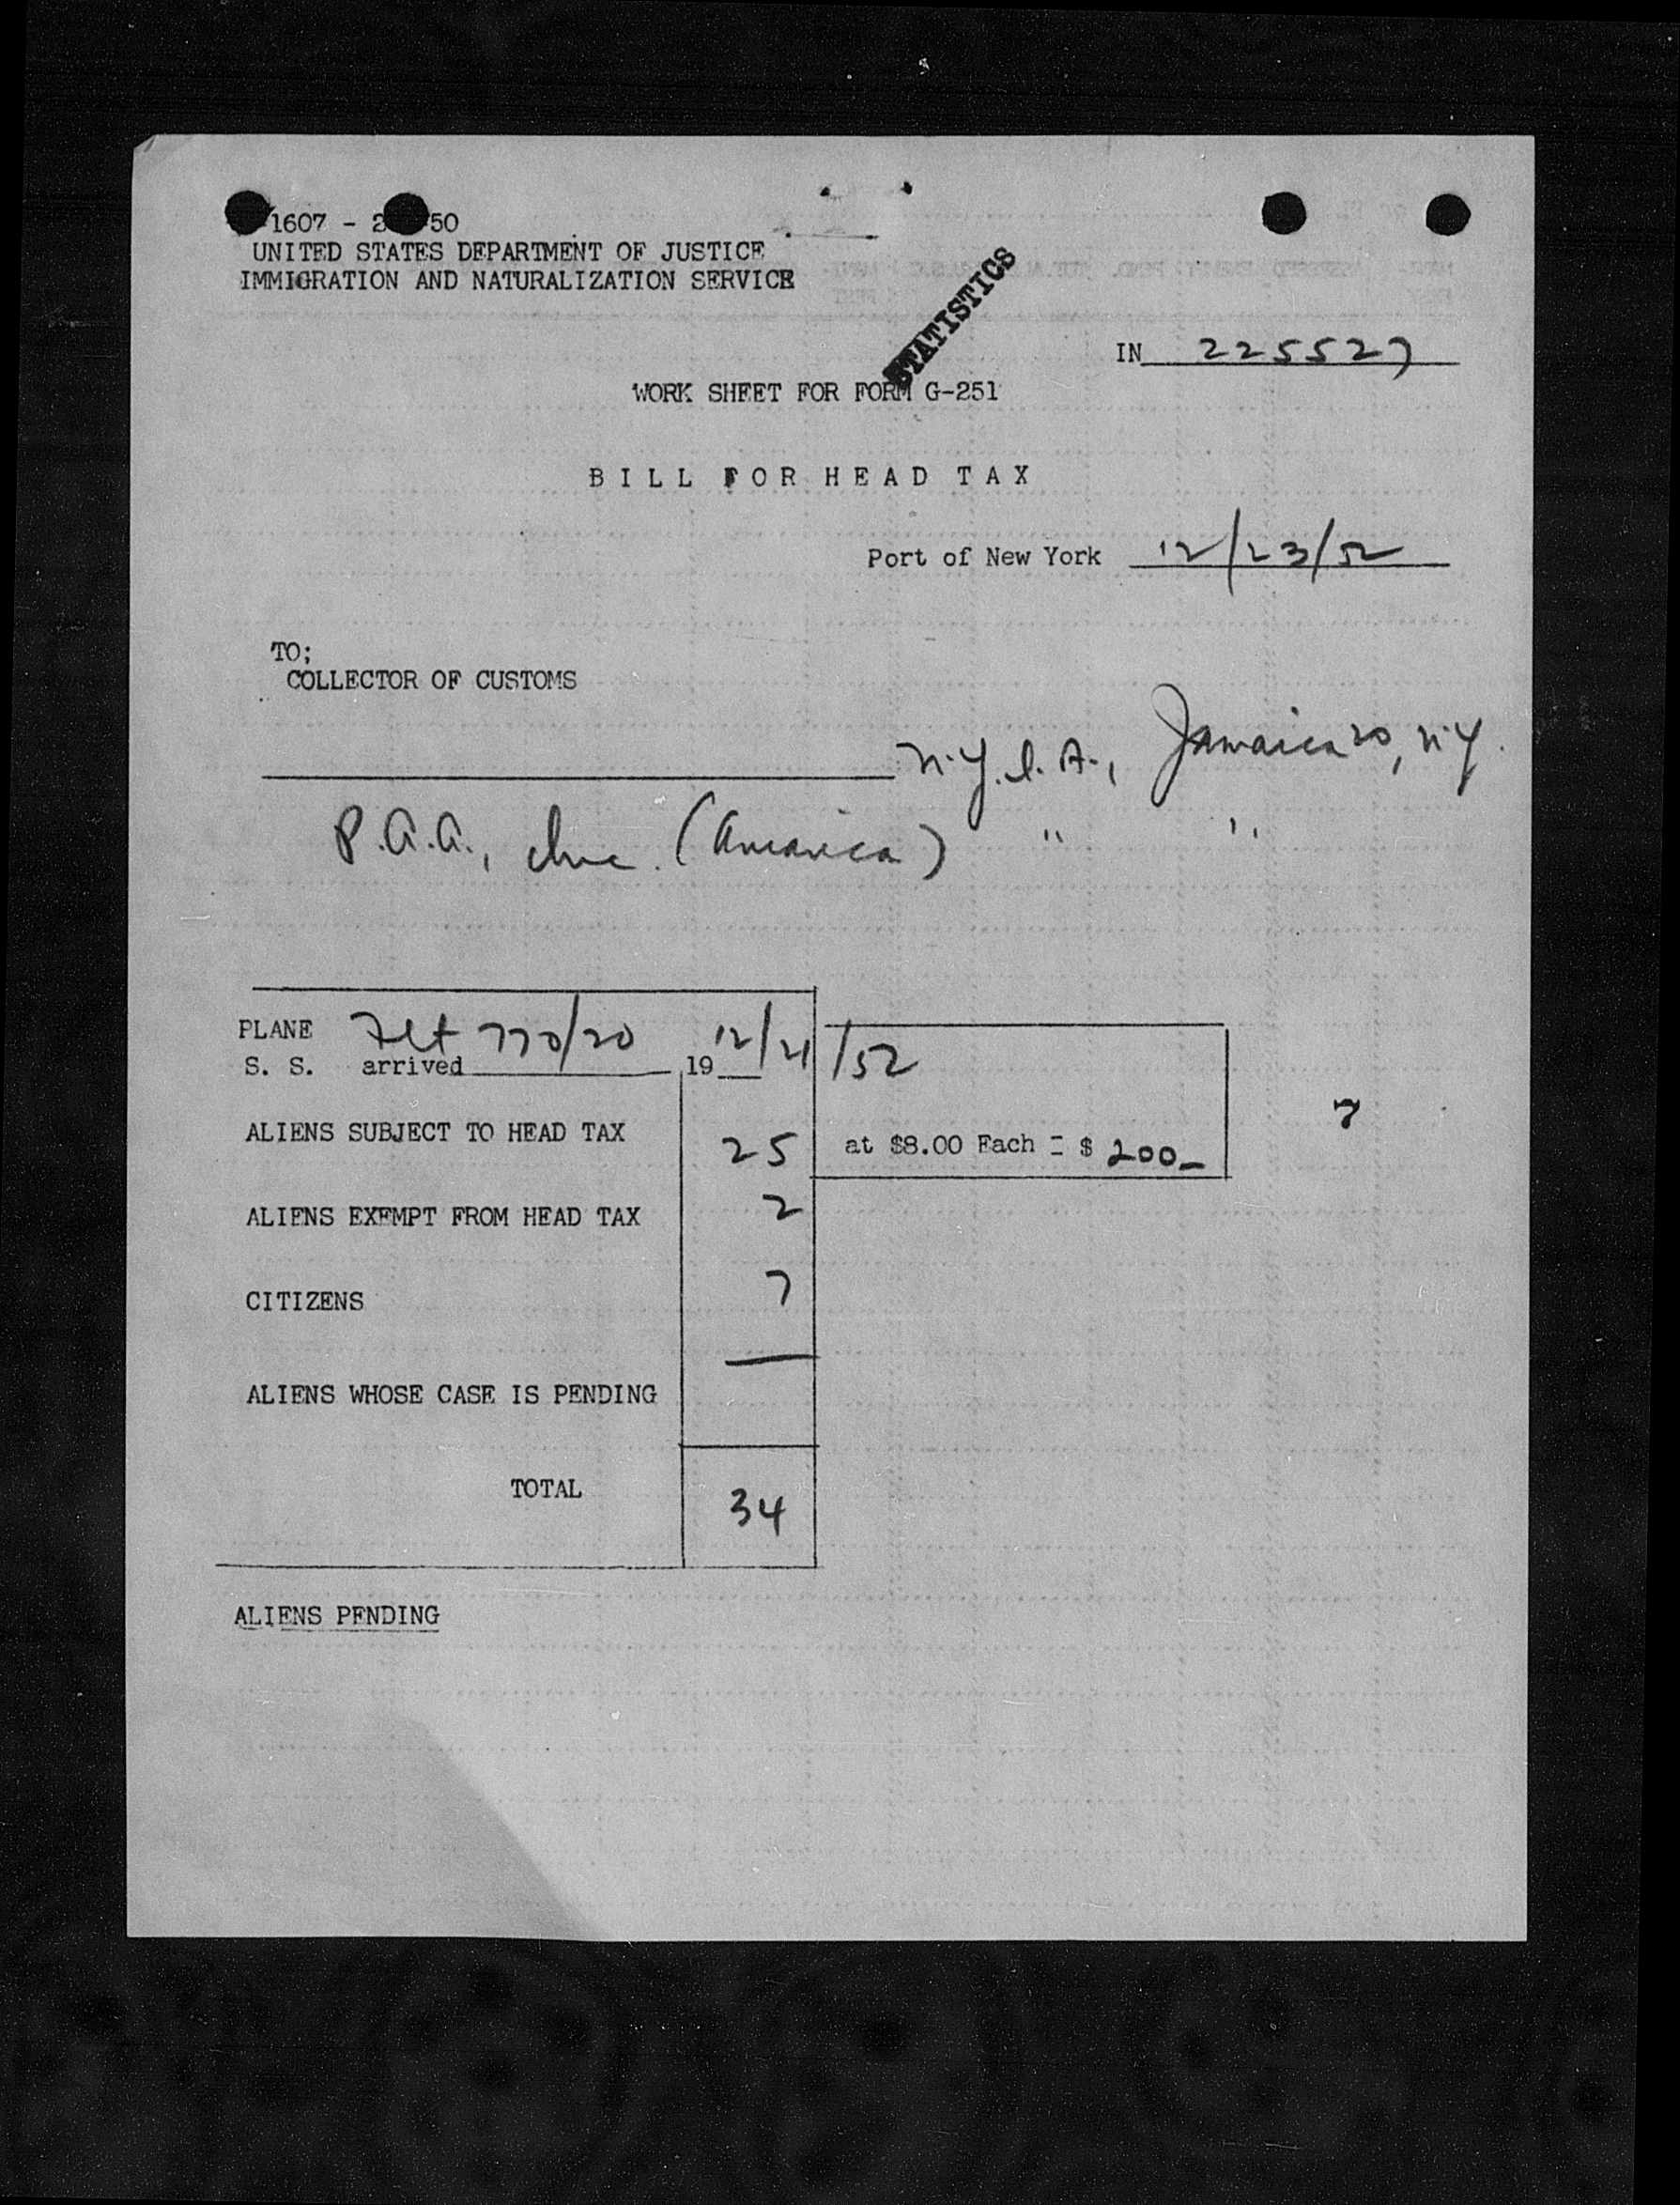 1607 - 2 50
UNITED STATES DEPARTMENT OF JUSTICE
IMMIGRATION AND NATURALIZATION SERVICE
STATISTICS
IN 225527
WORK SHEET FOR FORM G-251
BILL FOR HEAD TAX
Port of New York 12/23/52
TO;
COLLECTOR OF CUSTOMS
N.Y.I.A., Jamaica 20, N.Y.
P.A.A., Inc. (America) " "
PLANE Flt 770/20 12/21/52
S. S. arrived 19
ALIENS SUBJECT TO HEAD TAX 25 at $8.00 Each = $ 200- 7
ALIENS EXEMPT FROM HEAD TAX 2
CITIZENS 7
ALIENS WHOSE CASE IS PENDING —
TOTAL 34
ALIENS PENDING